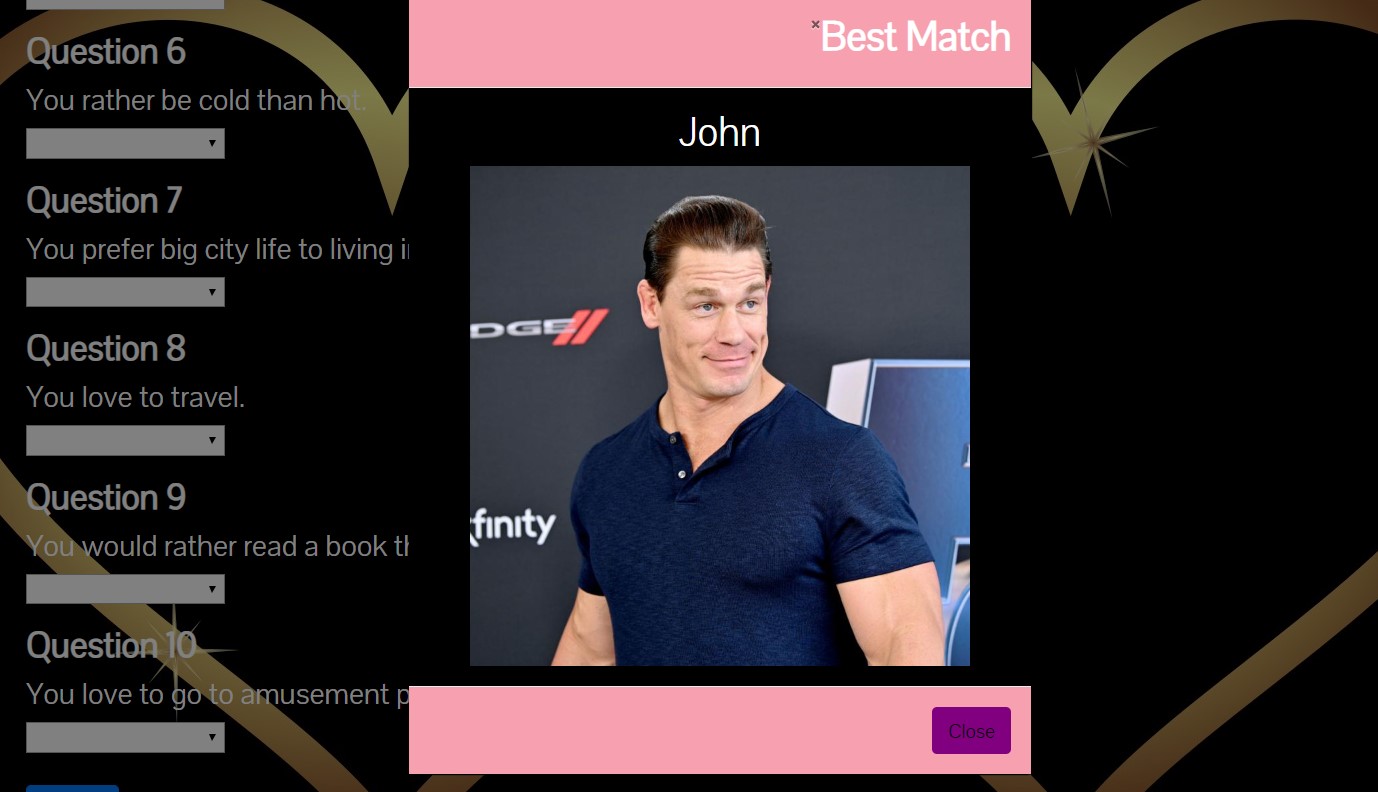 Question 6
You rather be cold than hot.
Question 7
You prefer big city life to living
Question 8
You love to travel.
Question 9
You would rather read a book
Question 10
You love to go to amusement
×
Best Match
John
DGE
finity
Close